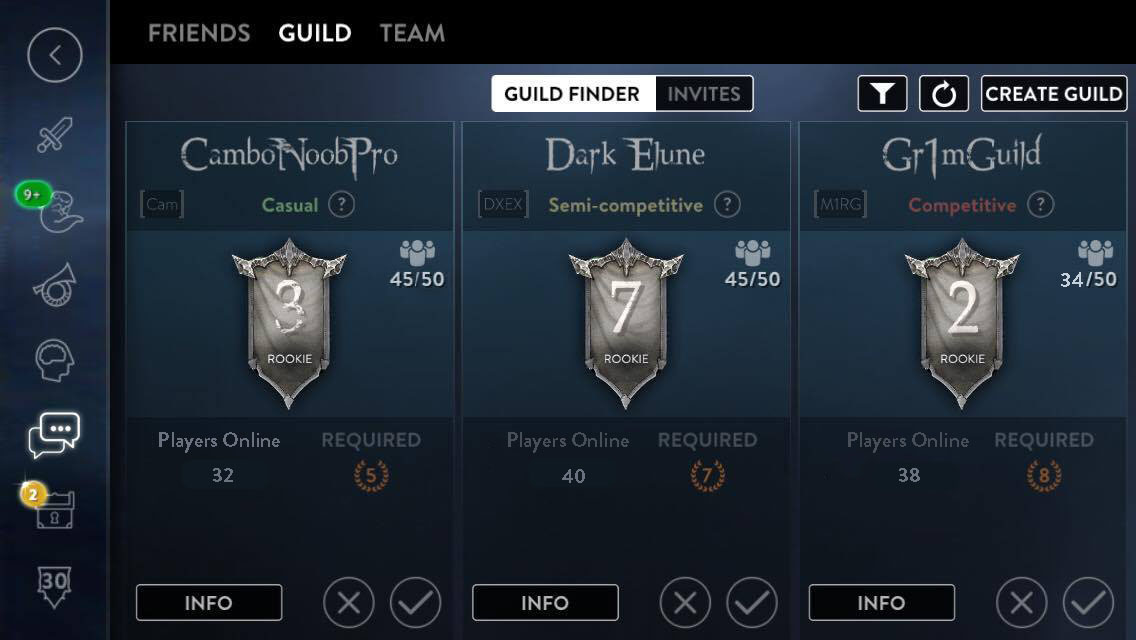 FRIENDS GUILD TEAM
GUILD FINDER INVITES CREATE GUILD
CamboNoobPro
[Cam] Casual ?
45/50
3
ROOKIE
Players Online REQUIRED
32 5
INFO
Dark Elune
[DXEX] Semi-competitive ?
45/50
7
ROOKIE
Players Online REQUIRED
40 7
INFO
Gr1mGuild
[M1RG] Competitive ?
34/50
2
ROOKIE
Players Online REQUIRED
38 8
INFO
9+
2
30